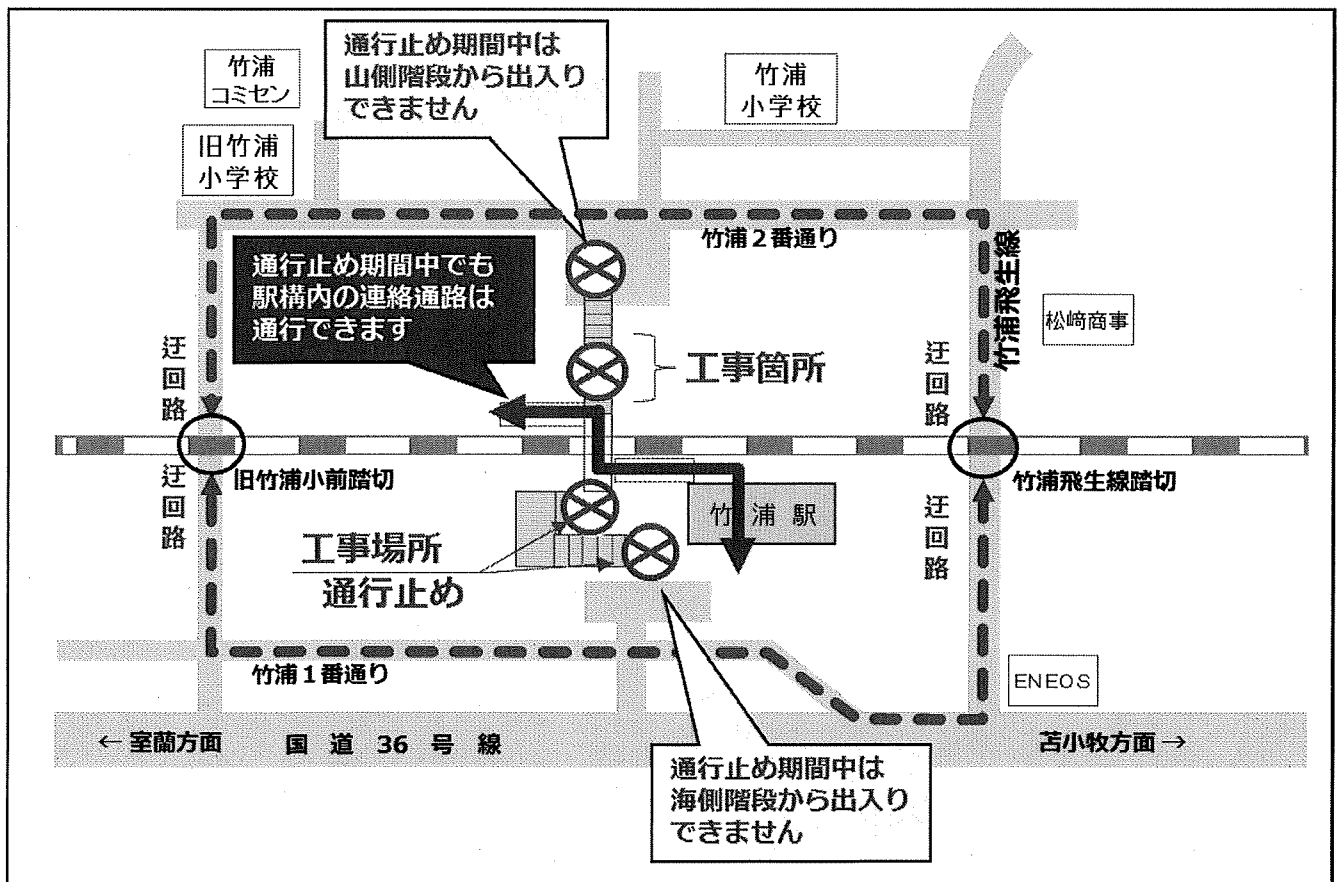 通行止め期間中は
山側階段から出入り
できません
竹浦
コミセン
竹浦
小学校
旧竹浦
小学校
竹浦２番通り
竹浦飛生線
通行止め期間中でも
駅構内の連絡通路は
通行できます
松﨑商事
工事箇所
迂回路
迂回路
旧竹浦小前踏切
竹浦飛生線踏切
迂回路
迂回路
竹浦駅
工事場所
通行止め
竹浦１番通り
ENEOS
← 室蘭方面
国道 36 号線
苫小牧方面 →
通行止め期間中は
海側階段から出入り
できません